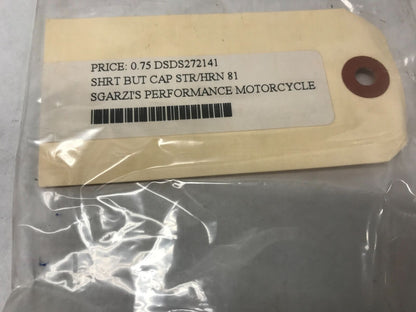 PRICE: 0.75 DSDS272141
SHRT BUT CAP STR/HRN 81
SGARZI'S PERFORMANCE MOTORCYCLE